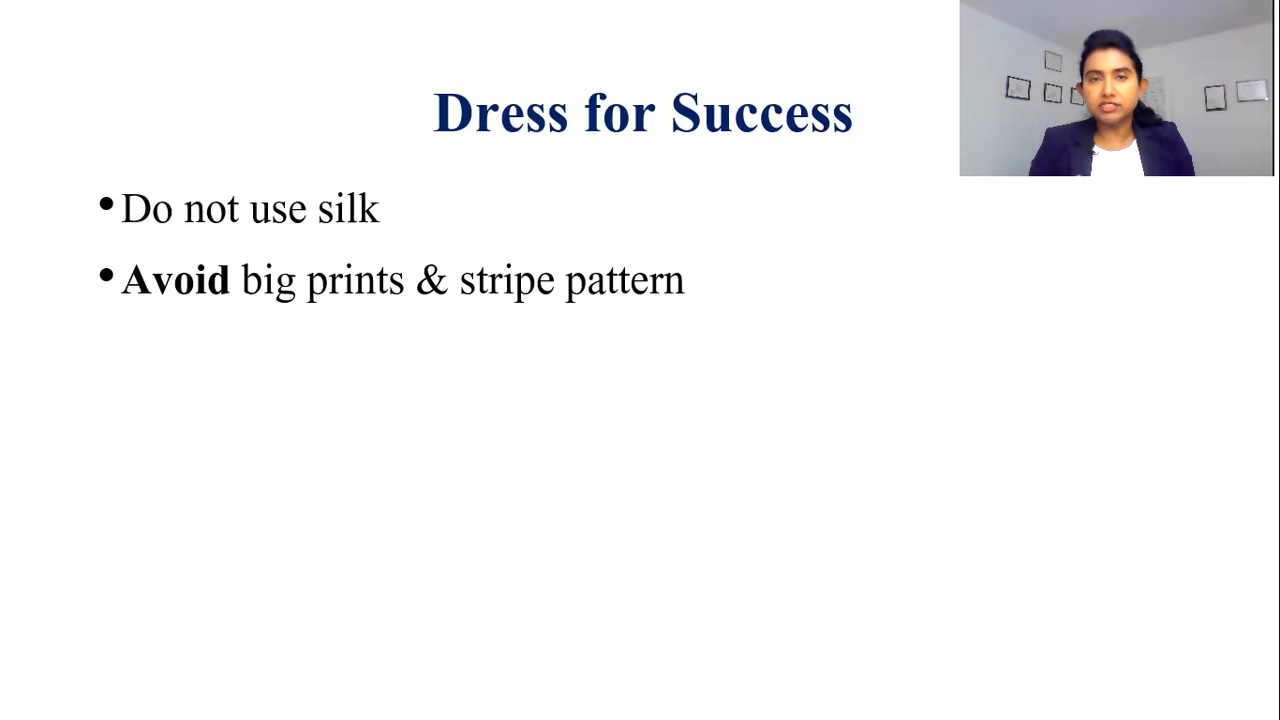 Dress for Success
•Do not use silk
•Avoid big prints & stripe pattern